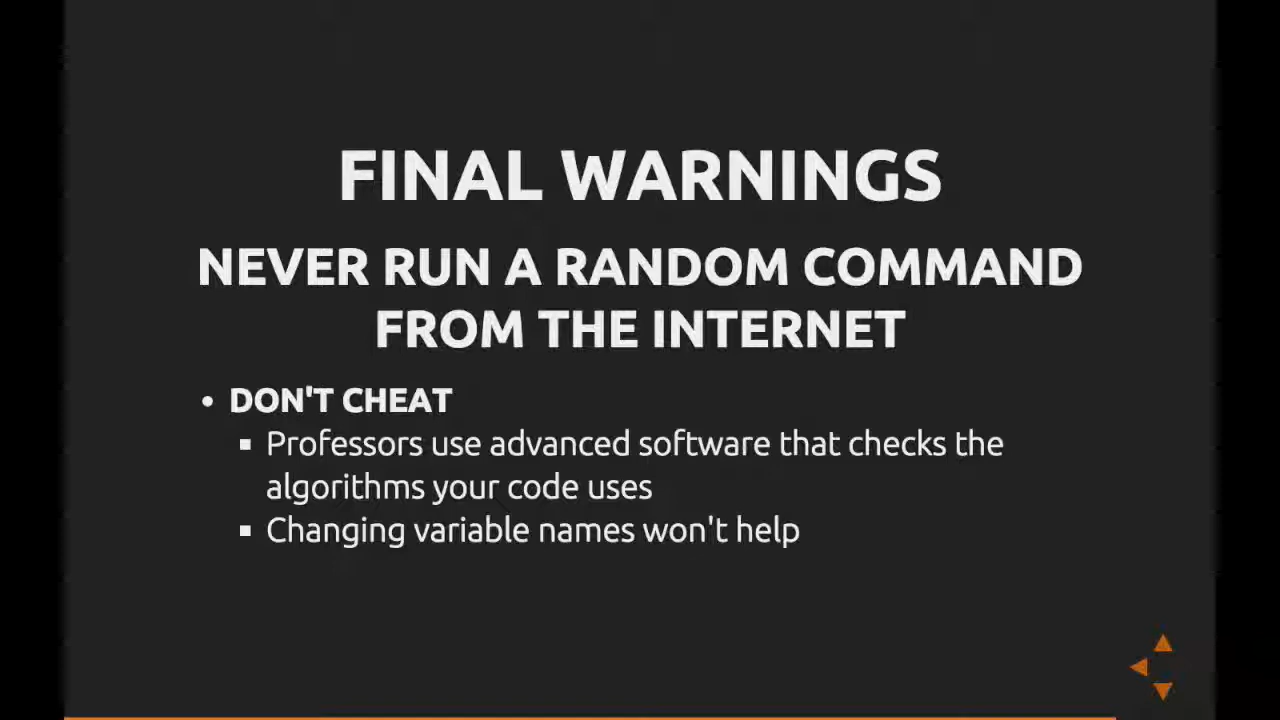 FINAL WARNINGS
NEVER RUN A RANDOM COMMAND
FROM THE INTERNET
• DON'T CHEAT
▪ Professors use advanced software that checks the
algorithms your code uses
▪ Changing variable names won't help